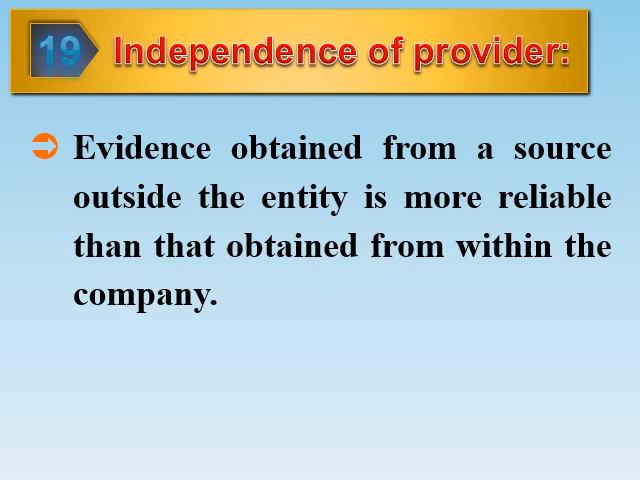 19
Independence of provider:
Evidence obtained from a source
outside the entity is more reliable
than that obtained from within the
company.